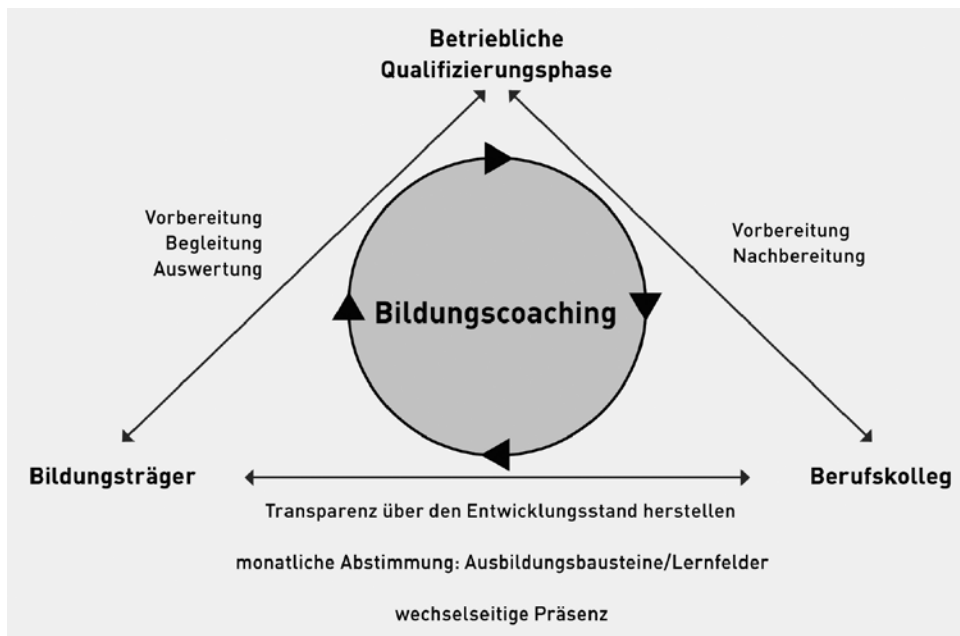 Betriebliche
Qualifizierungsphase
Vorbereitung
Begleitung
Auswertung
Vorbereitung
Nachbereitung
Bildungscoaching
Bildungsträger
Berufskolleg
Transparenz über den Entwicklungsstand herstellen
monatliche Abstimmung: Ausbildungsbausteine/Lernfelder
wechselseitige Präsenz